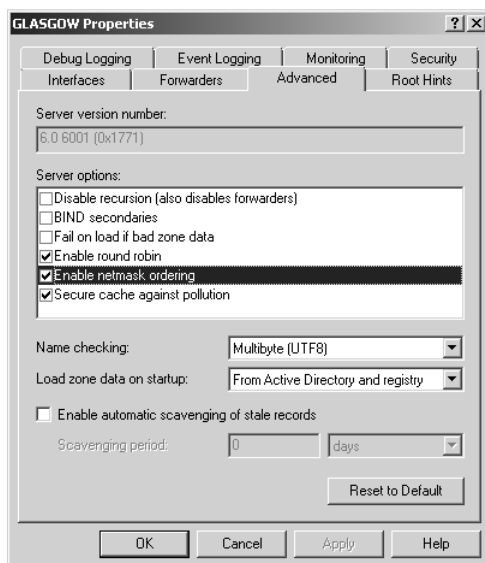 GLASGOW Properties
Debug Logging Event Logging Monitoring Security
Interfaces Forwarders Advanced Root Hints
Server version number:
6.0 6001 (0x1771)
Server options:
Disable recursion (also disables forwarders)
BIND secondaries
Fail on load if bad zone data
Enable round robin
Enable netmask ordering
Secure cache against pollution
Name checking: Multibyte (UTF8)
Load zone data on startup: From Active Directory and registry
Enable automatic scavenging of stale records
Scavenging period: 0 days
Reset to Default
OK Cancel Apply Help